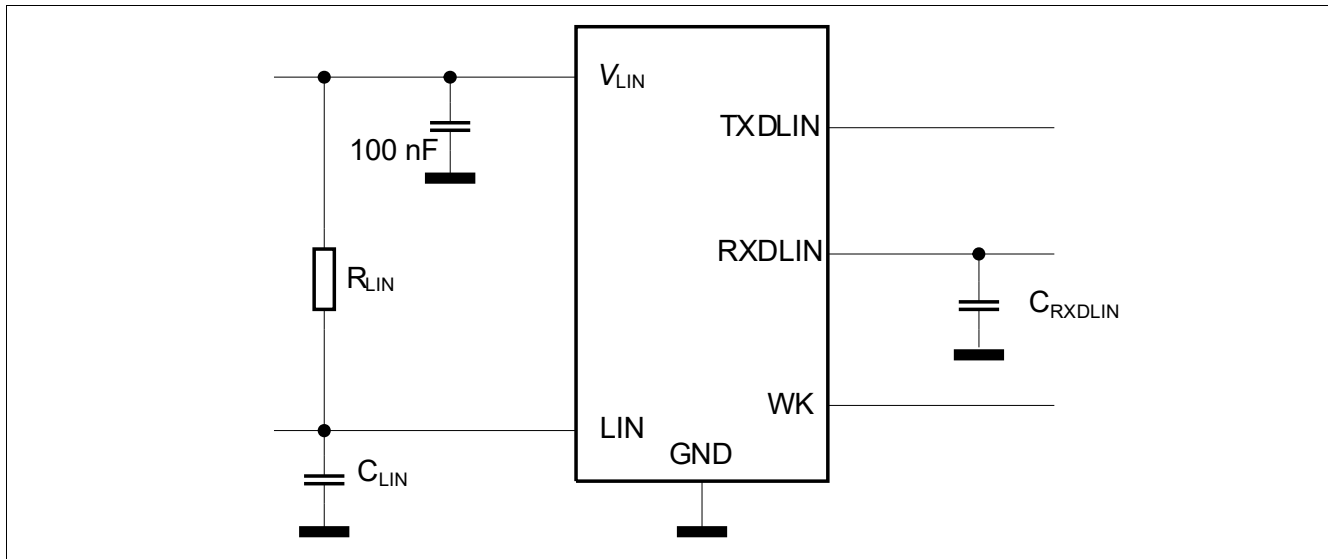 VLIN
TXDLIN
100 nF
RXDLIN
RLIN
CRXDLIN
WK
LIN
GND
CLIN